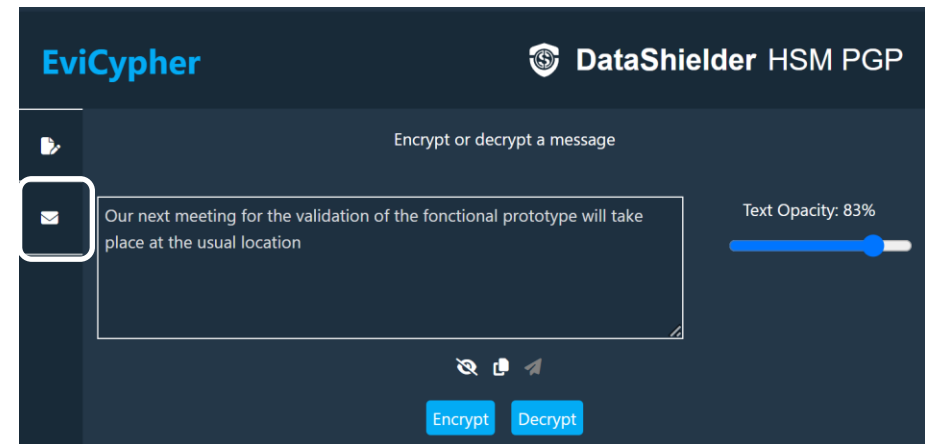 EviCypher
DataShielder HSM PGP
Encrypt or decrypt a message
Our next meeting for the validation of the fonctional prototype will take
place at the usual location
Text Opacity: 83%
Encrypt
Decrypt